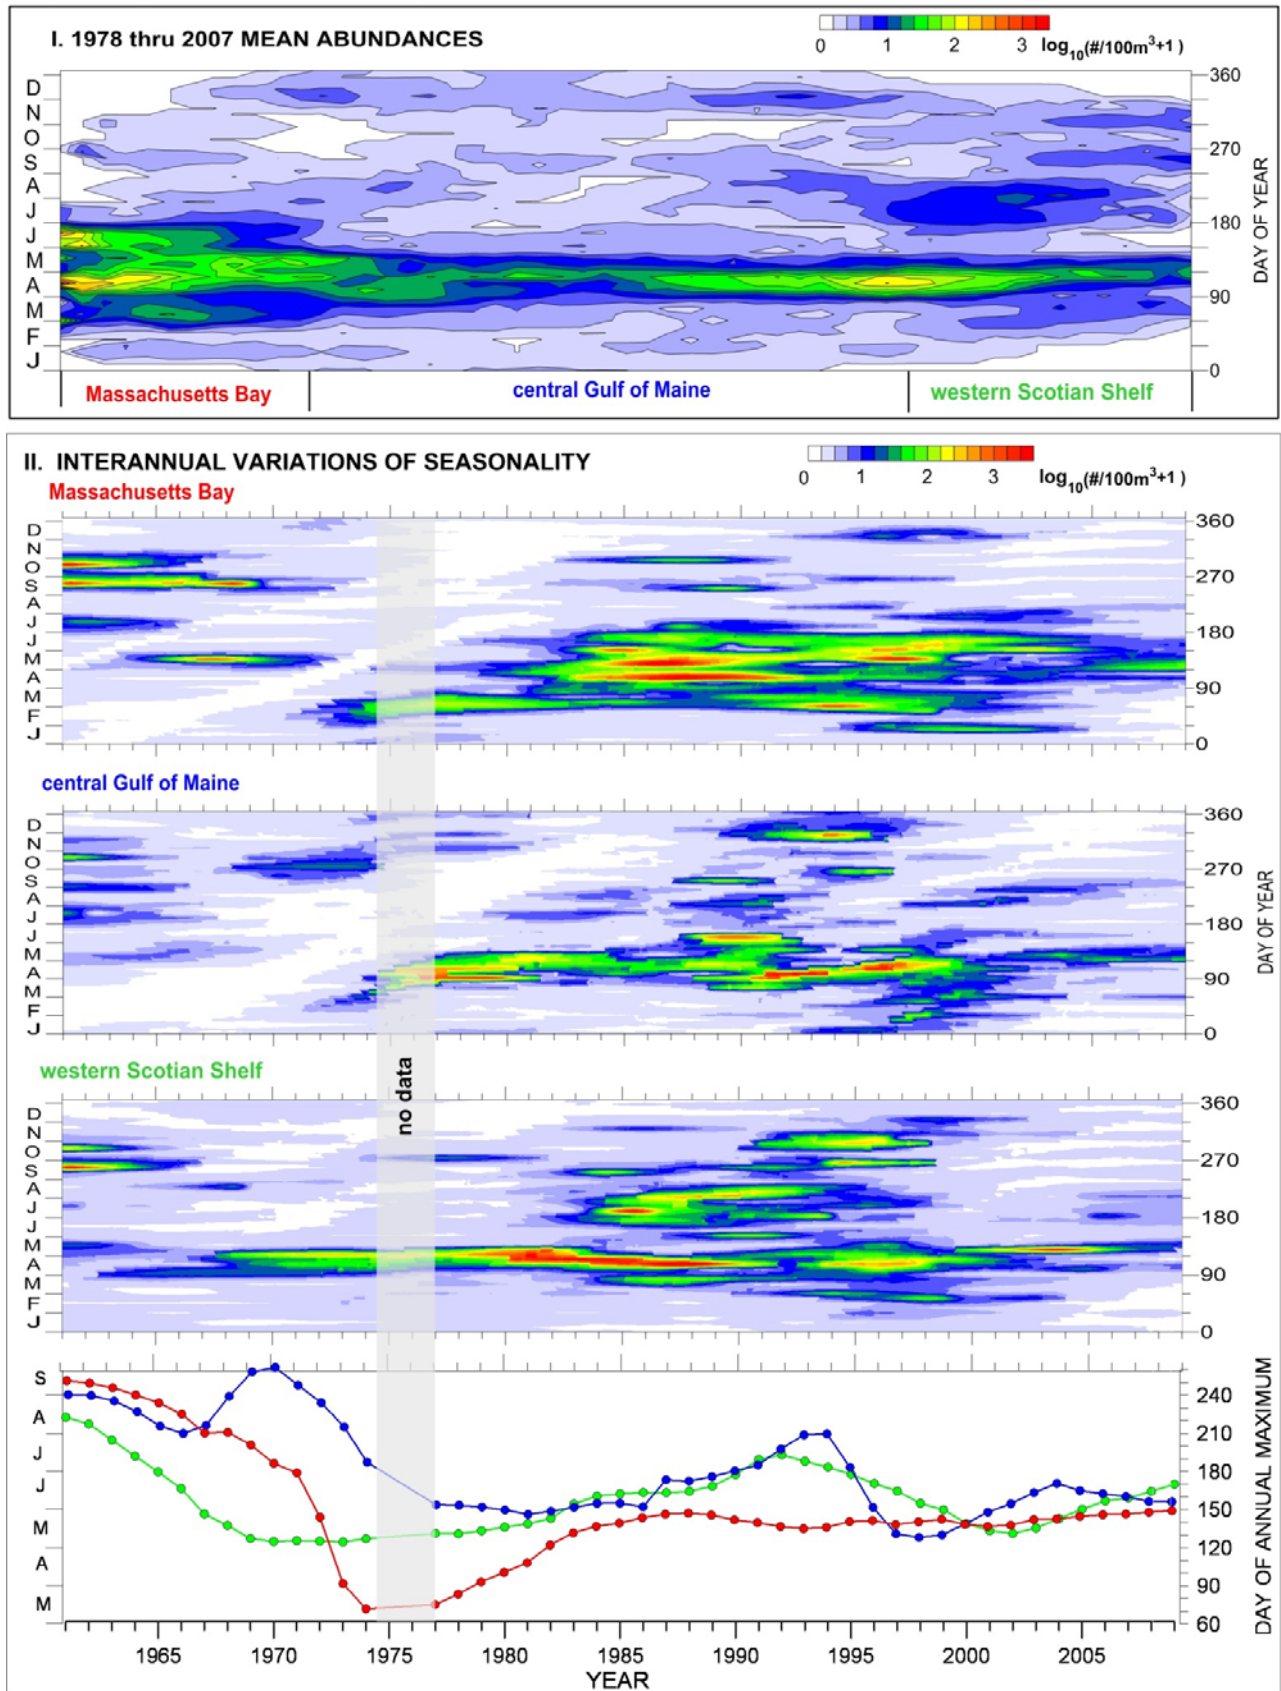 I. 1978 thru 2007 MEAN ABUNDANCES
0 1 2 3 log10(#/100m3+1 )
D
N
O
S
A
J
J
M
A
M
F
J
360
270
180
90
0
DAY OF YEAR
Massachusetts Bay central Gulf of Maine western Scotian Shelf
II. INTERANNUAL VARIATIONS OF SEASONALITY
0 1 2 3 log10(#/100m3+1 )
Massachusetts Bay
D
N
O
S
A
J
J
M
A
M
F
J
360
270
180
90
0
central Gulf of Maine
D
N
O
S
A
J
J
M
A
M
F
J
360
270
180
90
0
DAY OF YEAR
western Scotian Shelf
no data
D
N
O
S
A
J
J
M
A
M
F
J
360
270
180
90
0
S
A
J
J
M
A
M
240
210
180
150
120
90
60
DAY OF ANNUAL MAXIMUM
1965 1970 1975 1980 1985 1990 1995 2000 2005
YEAR